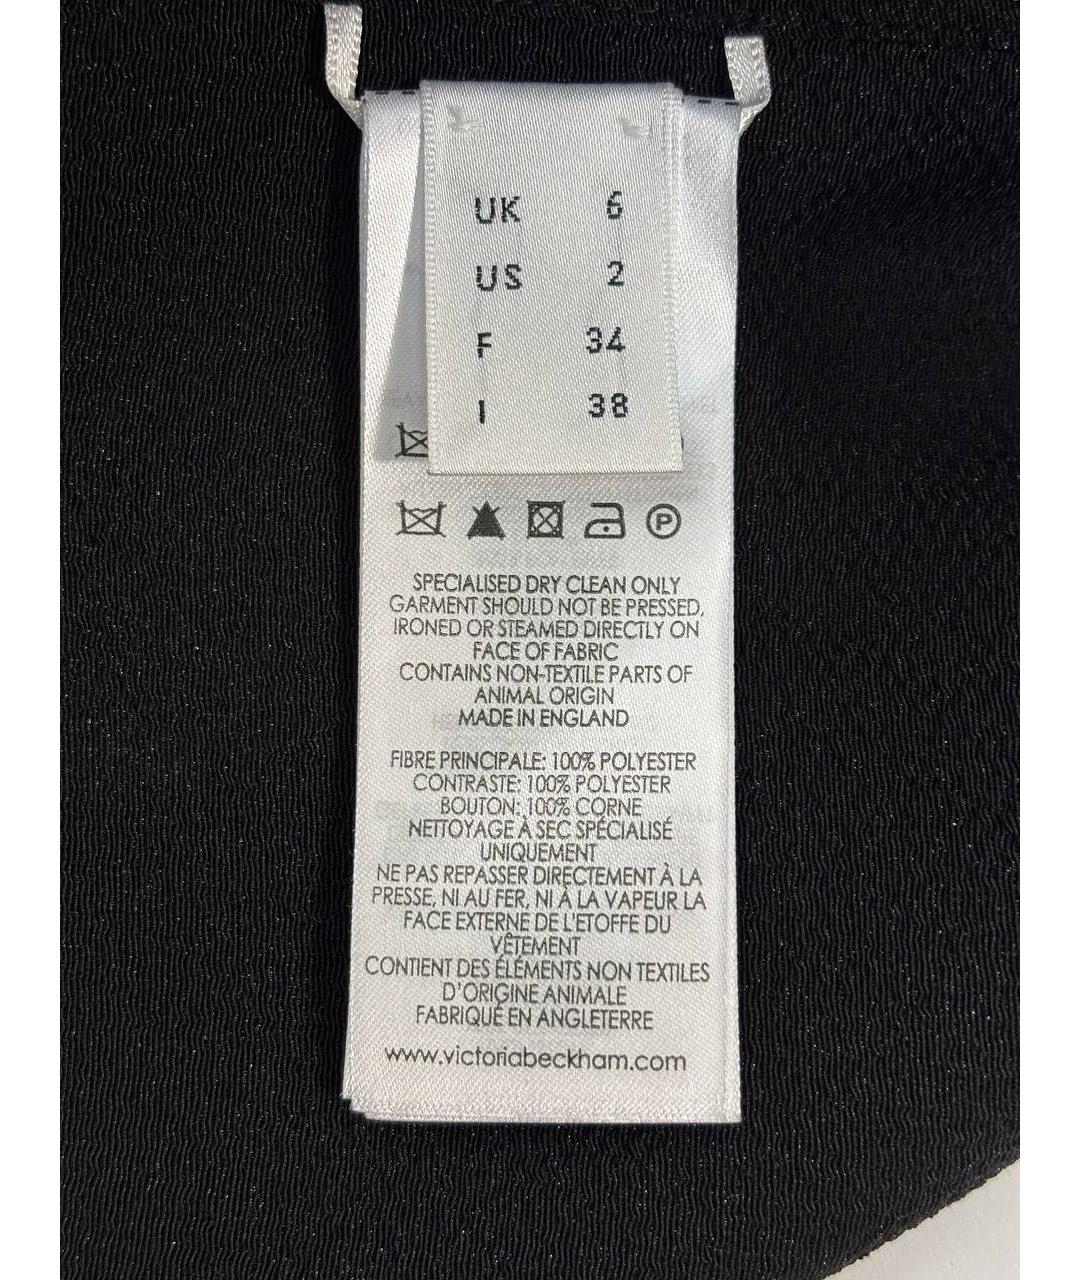 UK 6
US 2
F 34
I 38
P
SPECIALISED DRY CLEAN ONLY
GARMENT SHOULD NOT BE PRESSED,
IRONED OR STEAMED DIRECTLY ON
FACE OF FABRIC
CONTAINS NON-TEXTILE PARTS OF
ANIMAL ORIGIN
MADE IN ENGLAND
FIBRE PRINCIPALE: 100% POLYESTER
CONTRASTE: 100% POLYESTER
BOUTON: 100% CORNE
NETTOYAGE À SEC SPÉCIALISÉ
UNIQUEMENT
NE PAS REPASSER DIRECTEMENT À LA
PRESSE, NI AU FER, NI À LA VAPEUR LA
FACE EXTERNE DE L'ETOFFE DU
VÊTEMENT
CONTIENT DES ÉLÉMENTS NON TEXTILES
D'ORIGINE ANIMALE
FABRIQUÉ EN ANGLETERRE
www.victoriabeckham.com